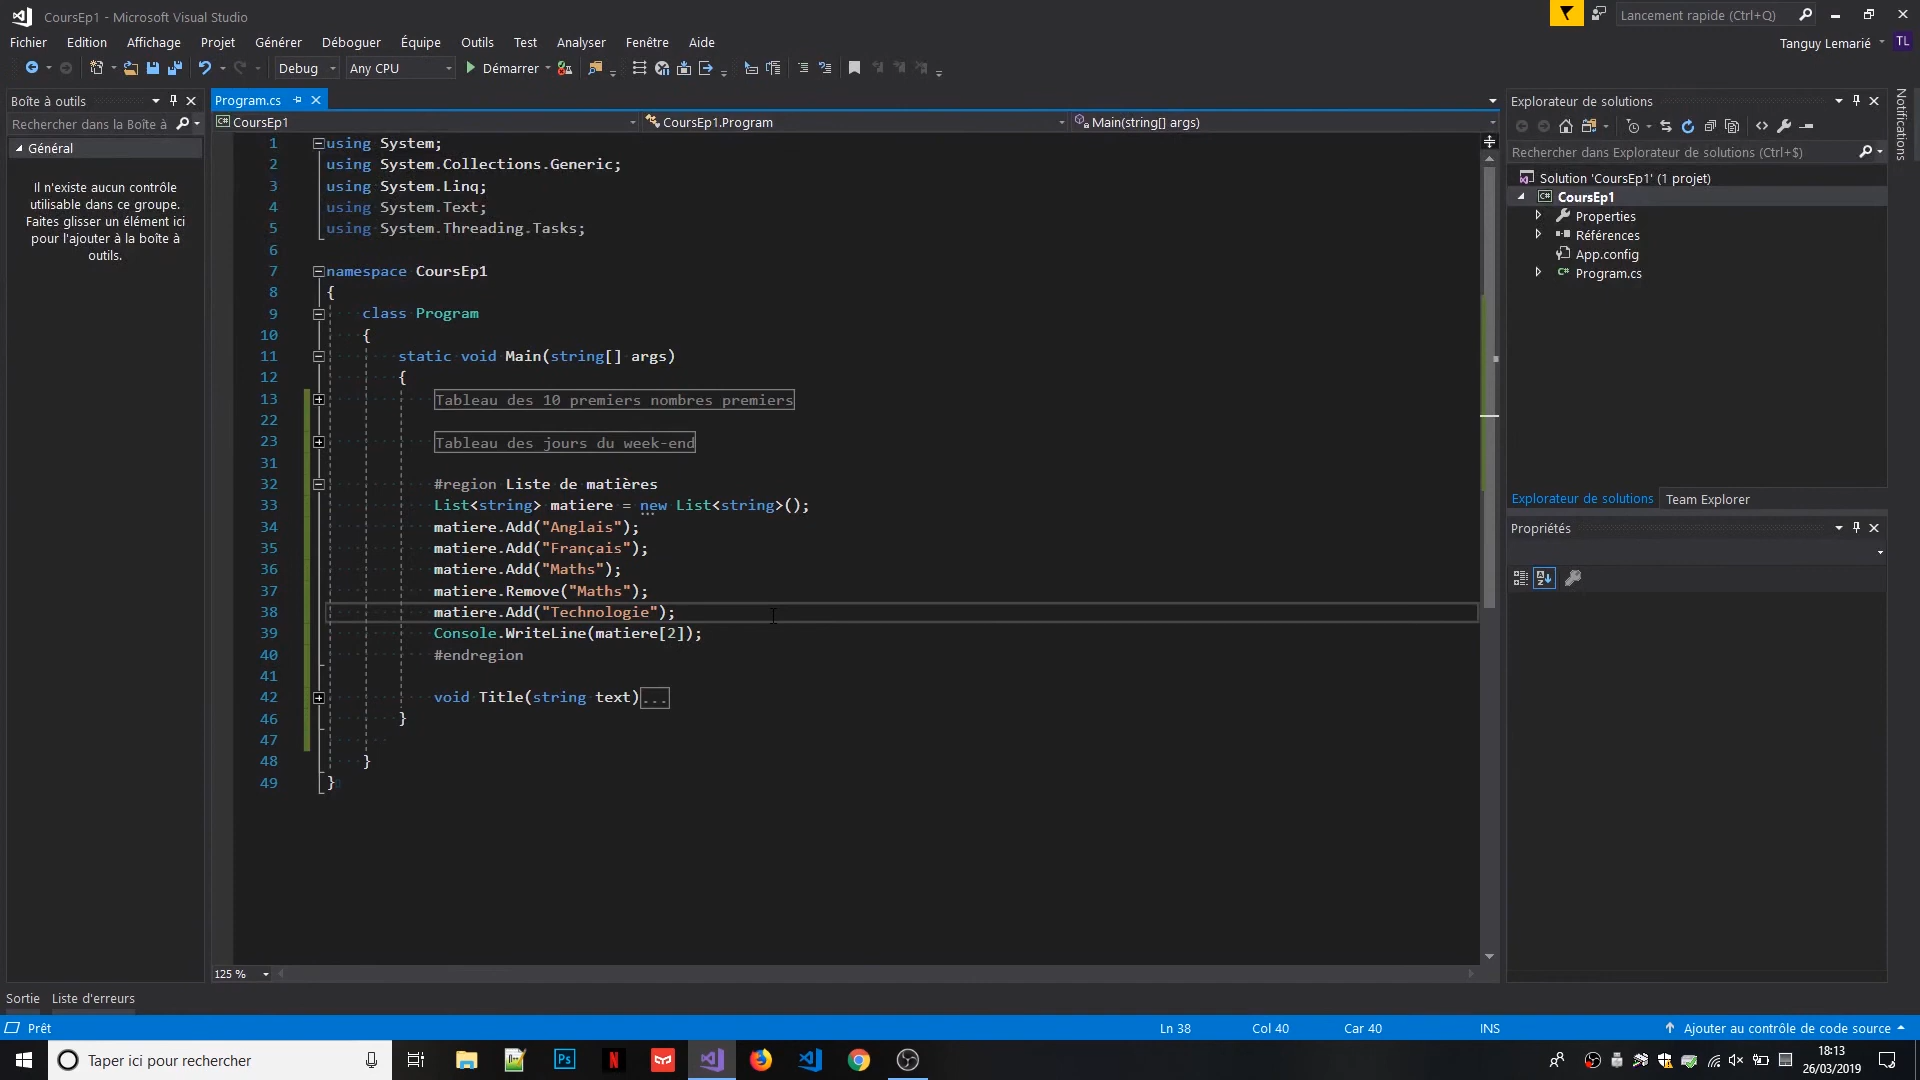 CoursEp1 - Microsoft Visual Studio
Lancement rapide (Ctrl+Q)
Fichier Edition Affichage Projet Générer Déboguer Équipe Outils Test Analyser Fenêtre Aide
Tanguy Lemarié TL
Debug Any CPU Démarrer
Boîte à outils
Rechercher dans la Boîte à
Général
Il n'existe aucun contrôle
utilisable dans ce groupe.
Faites glisser un élément ici
pour l'ajouter à la boîte à
outils.
Program.cs
CoursEp1 CoursEp1.Program Main(string[] args)
1 using System;
2 using System.Collections.Generic;
3 using System.Linq;
4 using System.Text;
5 using System.Threading.Tasks;
6
7 namespace CoursEp1
8 {
9 class Program
10 {
11 static void Main(string[] args)
12 {
13 Tableau des 10 premiers nombres premiers
22
23 Tableau des jours du week-end
31
32 #region Liste de matières
33 List<string> matiere = new List<string>();
34 matiere.Add("Anglais");
35 matiere.Add("Français");
36 matiere.Add("Maths");
37 matiere.Remove("Maths");
38 matiere.Add("Technologie");
39 Console.WriteLine(matiere[2]);
40 #endregion
41
42 void Title(string text)...
46 }
47
48 }
49 }
125 %
Explorateur de solutions
Rechercher dans Explorateur de solutions (Ctrl+$)
Solution 'CoursEp1' (1 projet)
CoursEp1
Properties
Références
App.config
Program.cs
Explorateur de solutions Team Explorer
Propriétés
Notifications
Sortie Liste d'erreurs
Prêt Ln 38 Col 40 Car 40 INS Ajouter au contrôle de code source
Taper ici pour rechercher
Ps
N
18:13
26/03/2019